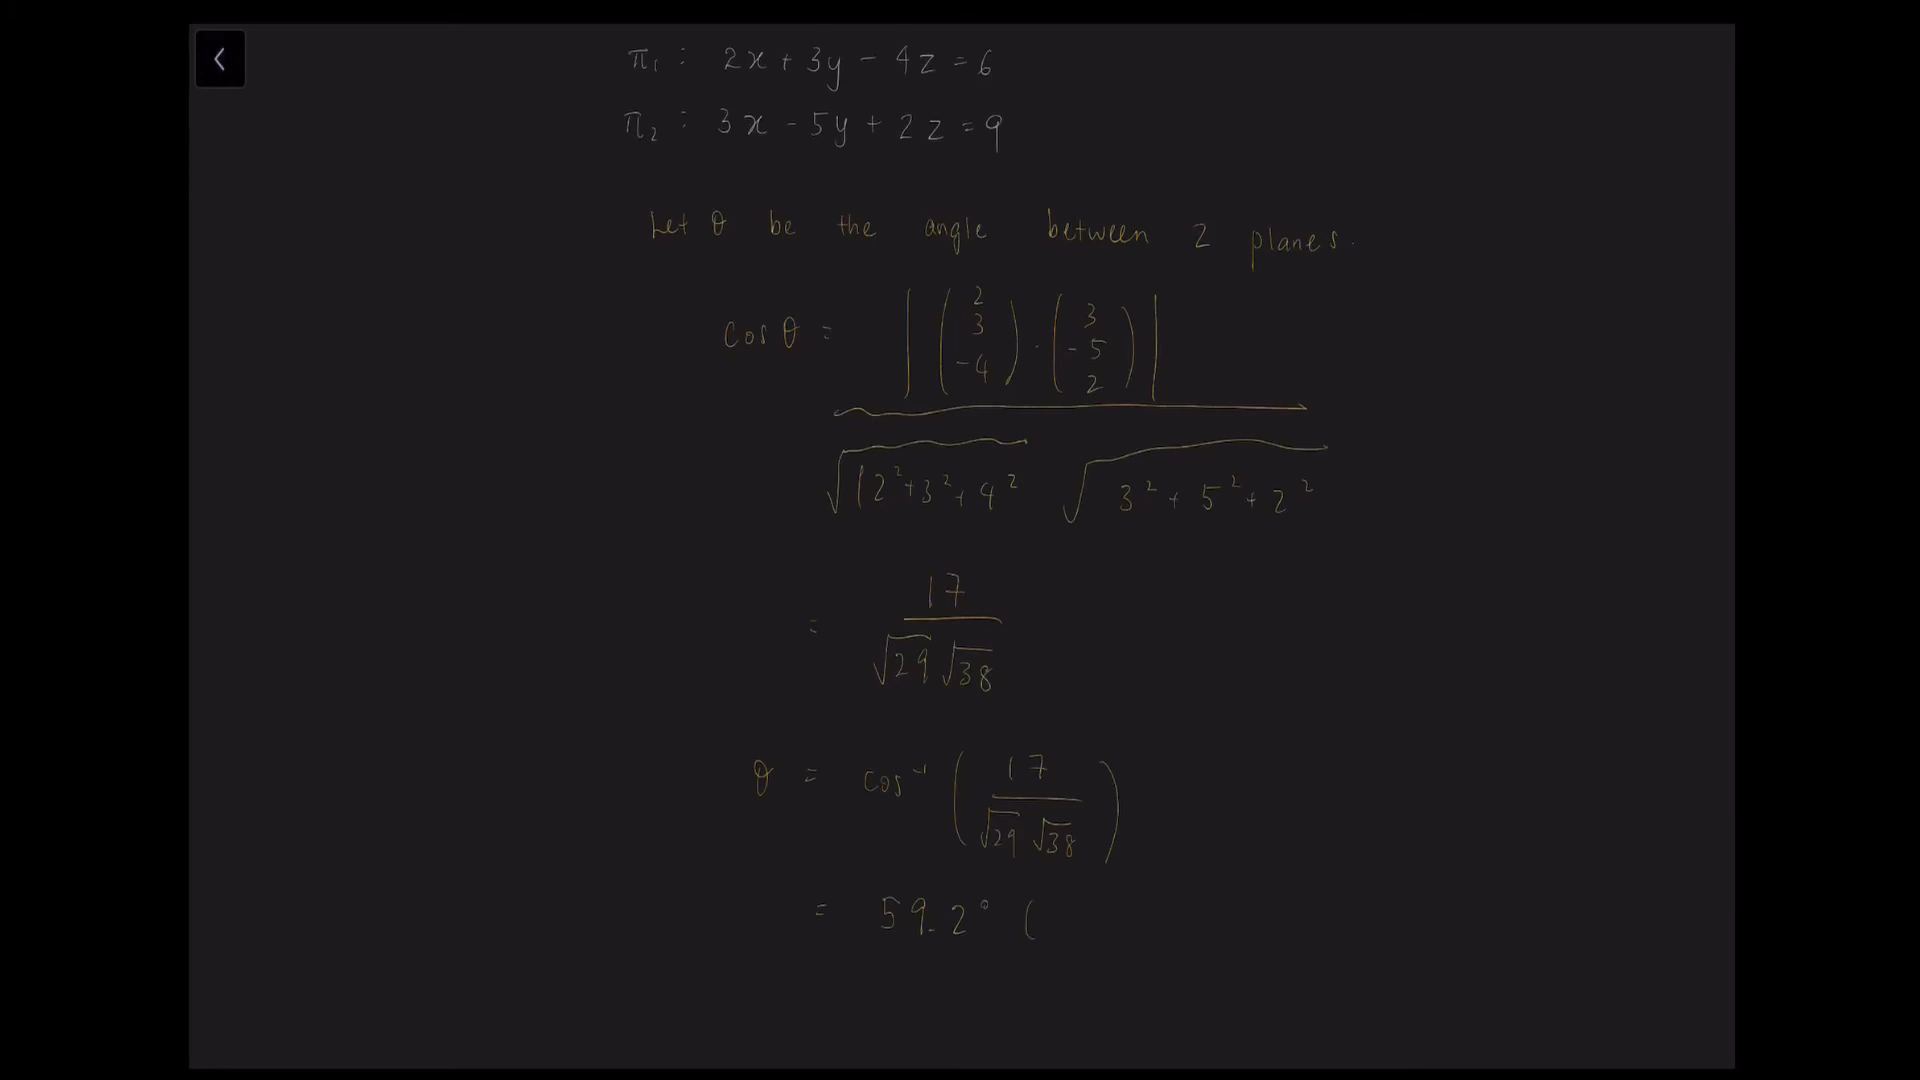 π₁ : 2x + 3y - 4z = 6
π₂ : 3x - 5y + 2z = 9
Let θ be the angle between 2 planes.
cos θ = | (2 3 -4) · (3 -5 2) | / √(2² + 3² + 4²) √(3² + 5² + 2²)
= 17 / √29 √38
θ = cos⁻¹ ( 17 / √29 √38 )
= 59.2° (